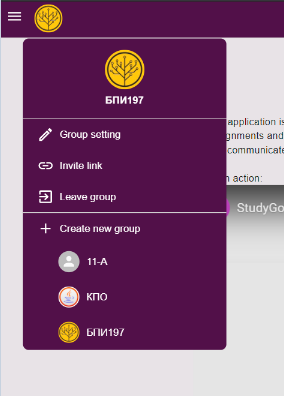 БПИ197
application is
Group setting
gnments and
communicate
Invite link
action:
Leave group
StudyGo
Create new group
11-А
КПО
БПИ197